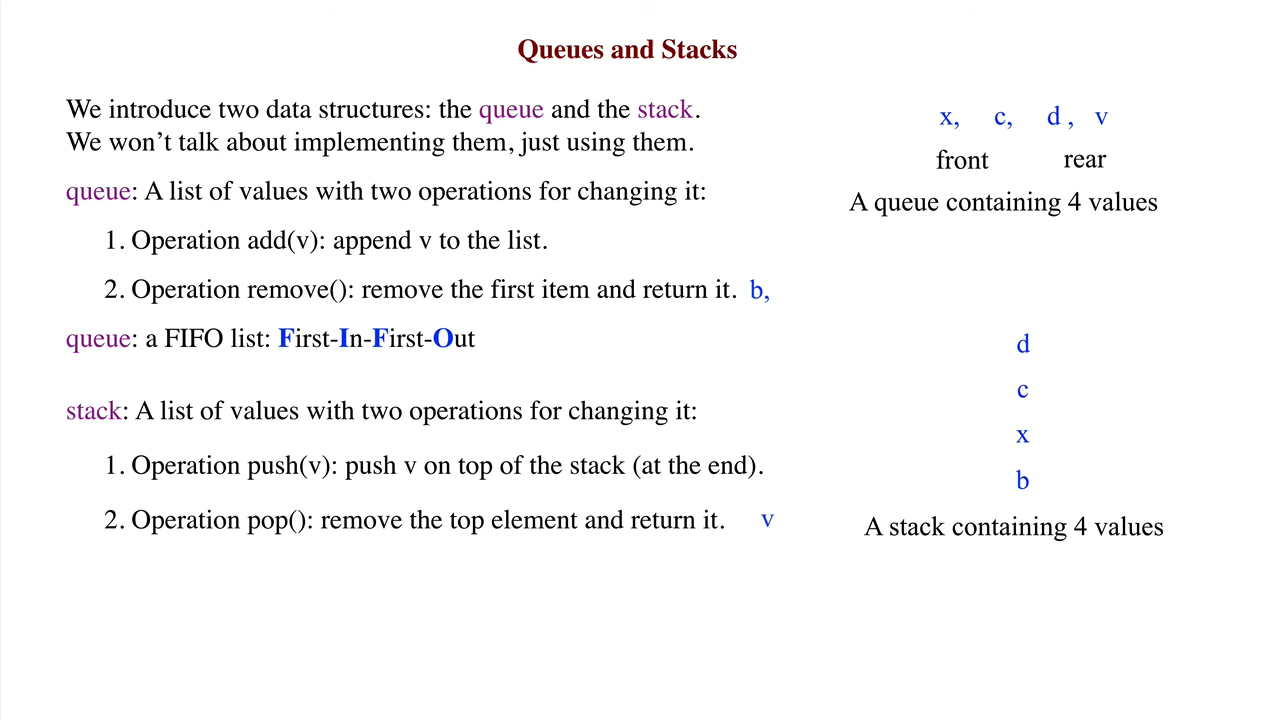 Queues and Stacks
We introduce two data structures: the queue and the stack.
We won’t talk about implementing them, just using them.
queue: A list of values with two operations for changing it:
1. Operation add(v): append v to the list.
2. Operation remove(): remove the first item and return it. b,
queue: a FIFO list: First-In-First-Out
stack: A list of values with two operations for changing it:
1. Operation push(v): push v on top of the stack (at the end).
2. Operation pop(): remove the top element and return it. v
x, c, d , v
front rear
A queue containing 4 values
d
c
x
b
A stack containing 4 values